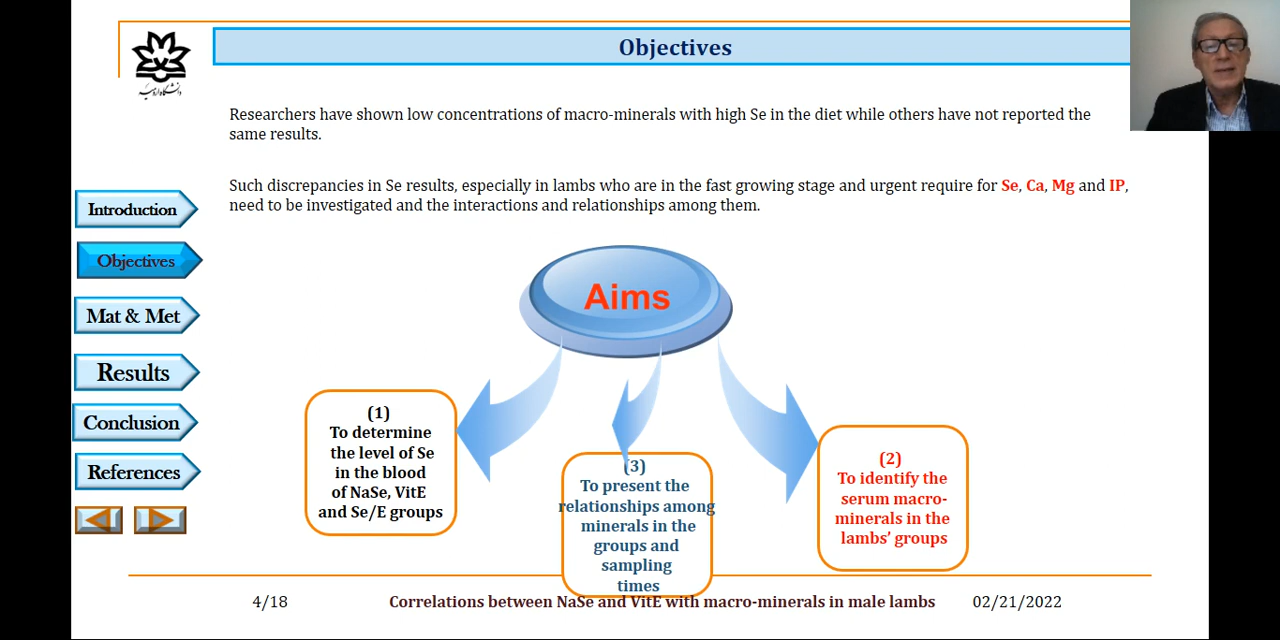 Objectives
دانشگاه ارومیه
Researchers have shown low concentrations of macro-minerals with high Se in the diet while others have not reported the
same results.
Such discrepancies in Se results, especially in lambs who are in the fast growing stage and urgent require for Se, Ca, Mg and IP,
need to be investigated and the interactions and relationships among them.
Introduction
Objectives
Mat & Met
Results
Conclusion
References
Aims
(1)
To determine
the level of Se
in the blood
of NaSe, VitE
and Se/E groups
(3)
To present the
relationships among
minerals in the
groups and
sampling
times
(2)
To identify the
serum macro-
minerals in the
lambs' groups
4/18
Correlations between NaSe and VitE with macro-minerals in male lambs
02/21/2022